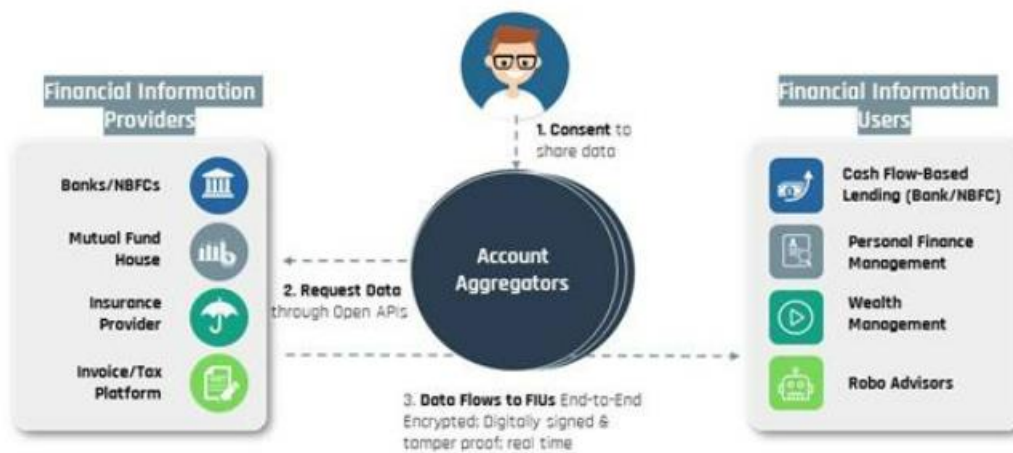 Financial Information
Providers
Banks/NBFCs
Mutual Fund
House
Insurance
Provider
Invoice/Tax
Platform
1. Consent to
share data
Account
Aggregators
2. Request Data
through Open APIs
3. Data Flows to FIUs End-to-End
Encrypted; Digitally signed &
tamper proof; real time
Financial Information
Users
Cash Flow-Based
Lending (Bank/NBFC)
Personal Finance
Management
Wealth
Management
Robo Advisors